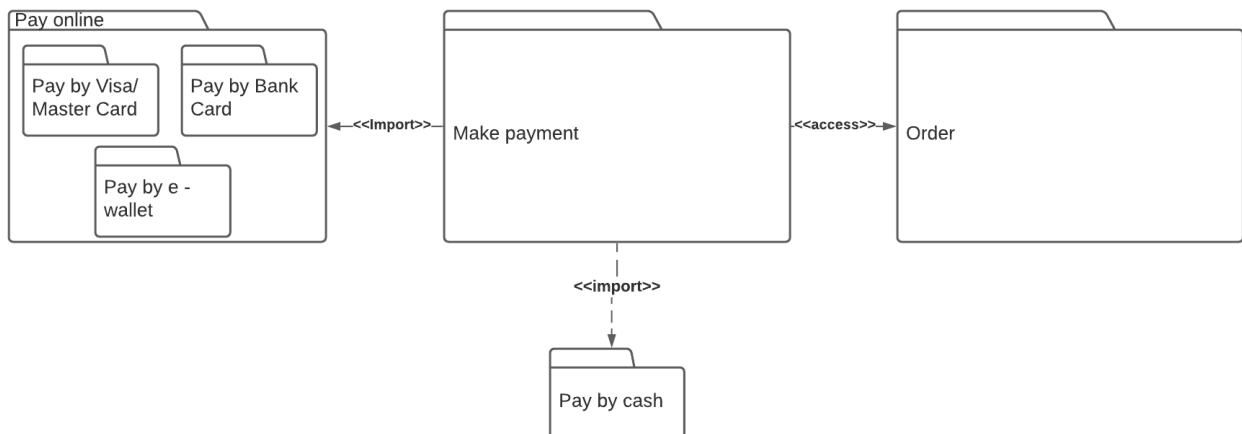 Pay online
Pay by Visa/
Master Card
Pay by Bank
Card
Pay by e -
wallet
<<Import>>
Make payment
<<access>>
Order
<<import>>
Pay by cash